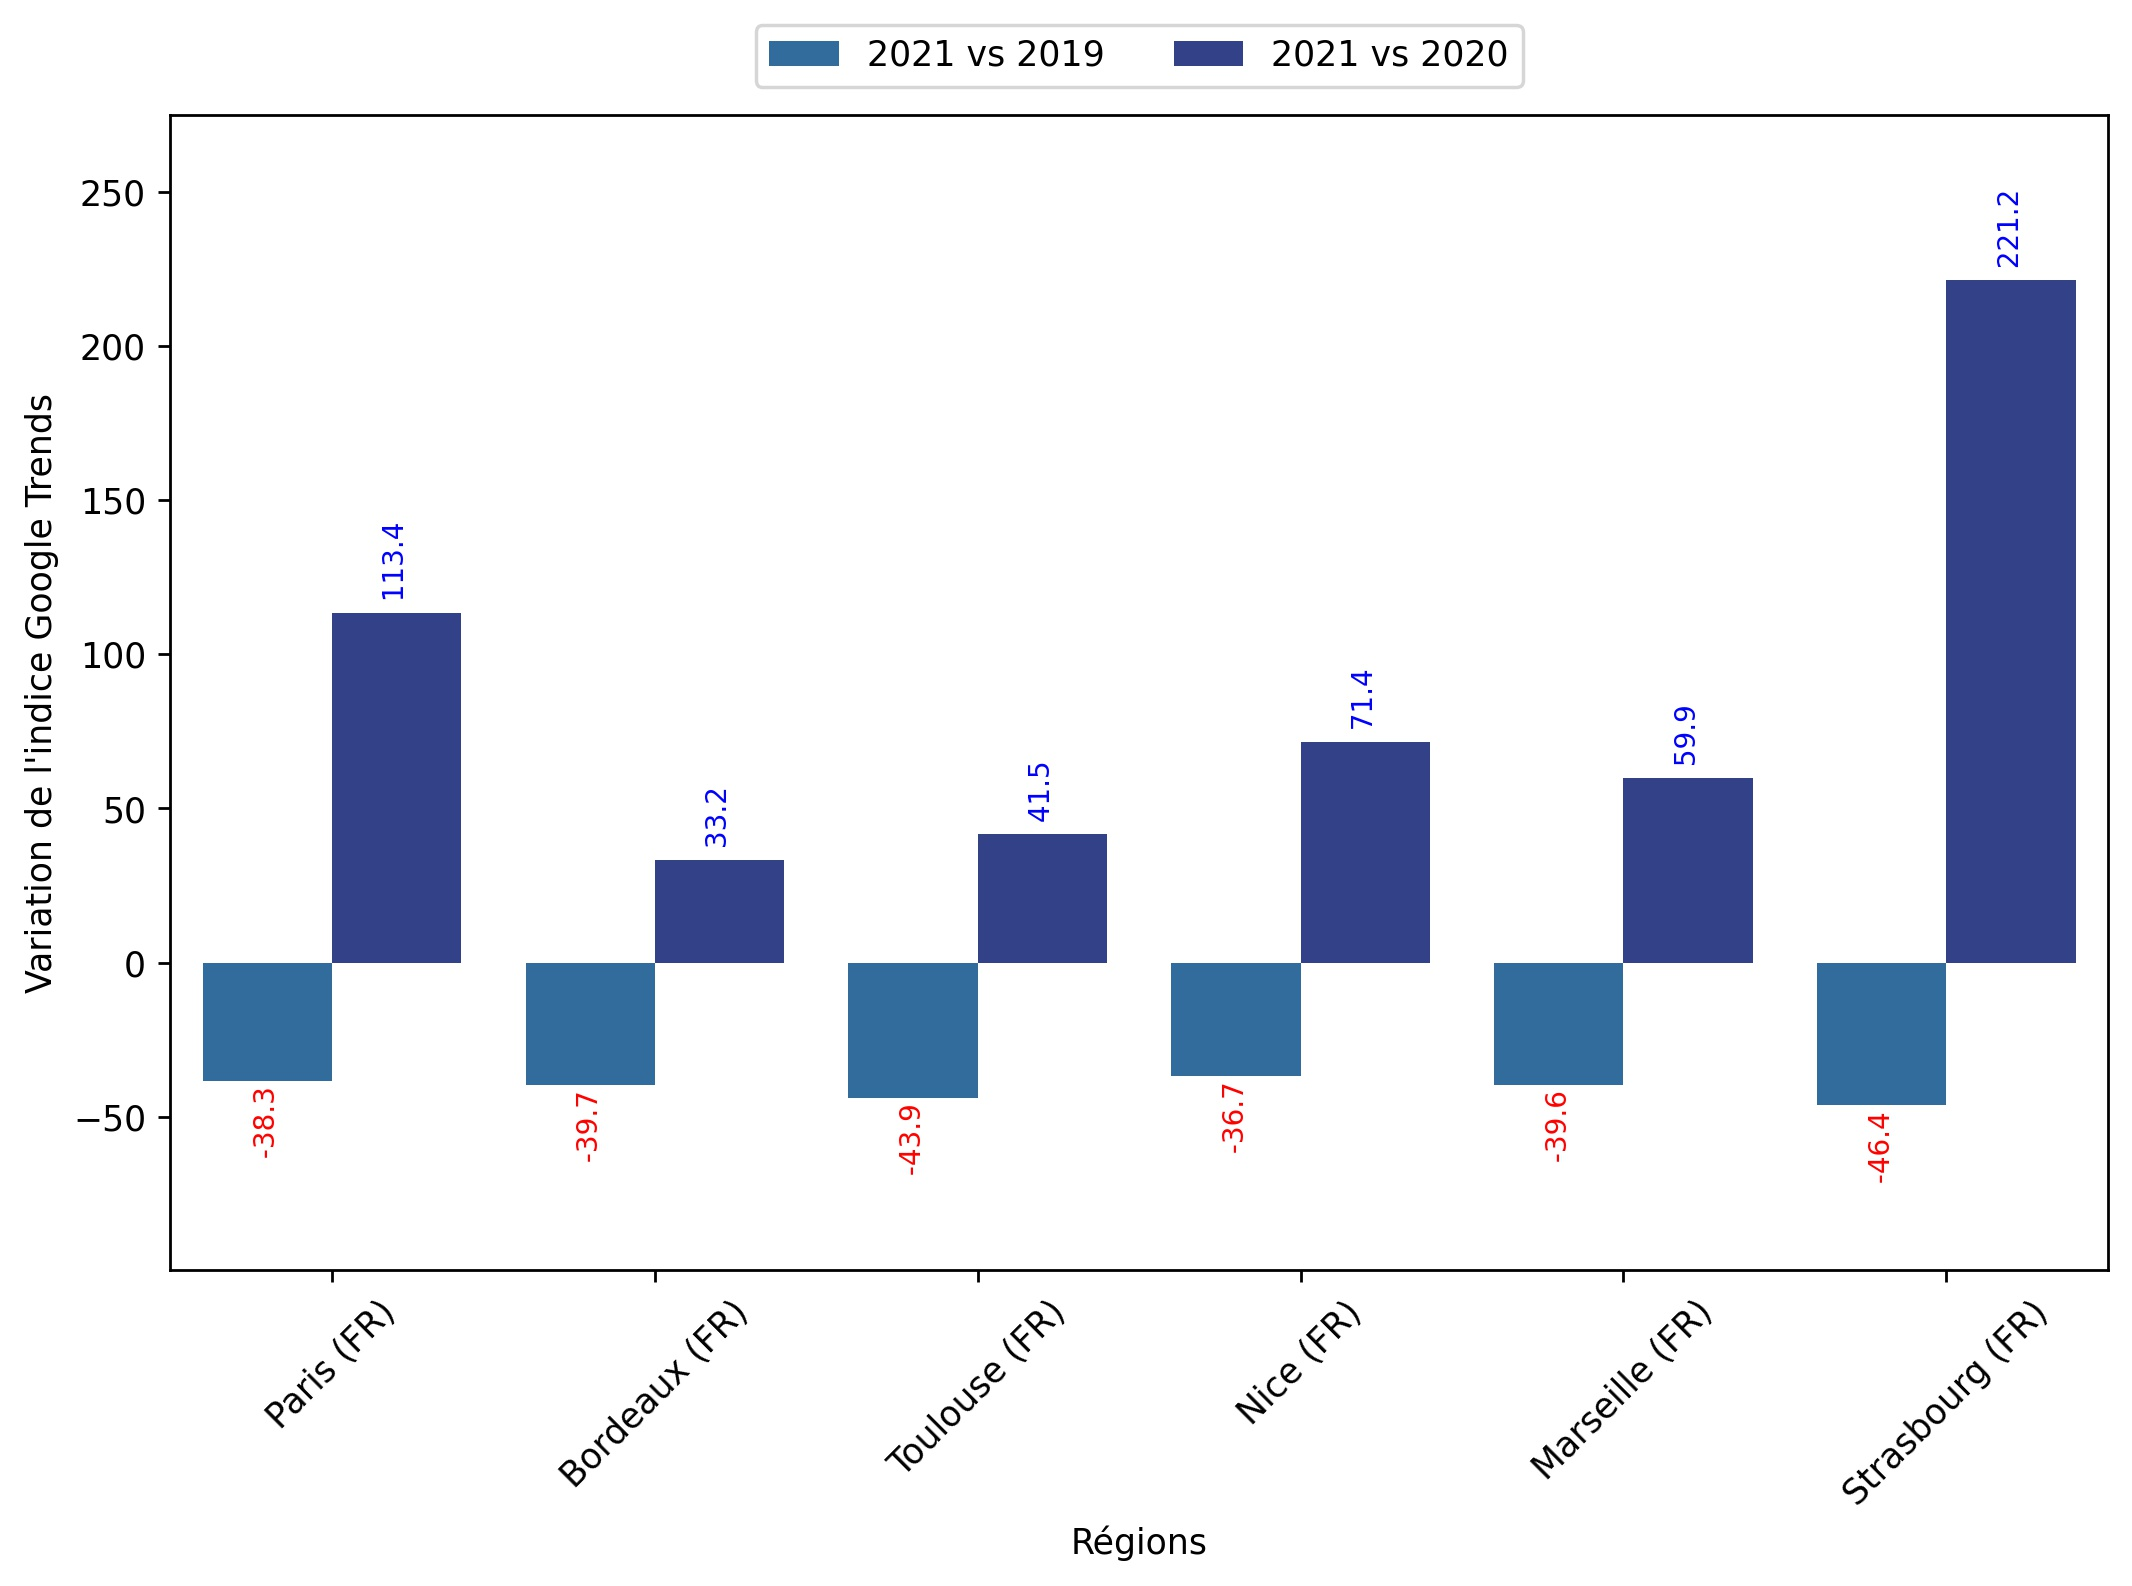 2021 vs 2019
2021 vs 2020
Variation de l'indice Google Trends
250
200
150
100
50
0
−50
113.4
33.2
41.5
71.4
59.9
221.2
-38.3
-39.7
-43.9
-36.7
-39.6
-46.4
Paris (FR)
Bordeaux (FR)
Toulouse (FR)
Nice (FR)
Marseille (FR)
Strasbourg (FR)
Régions